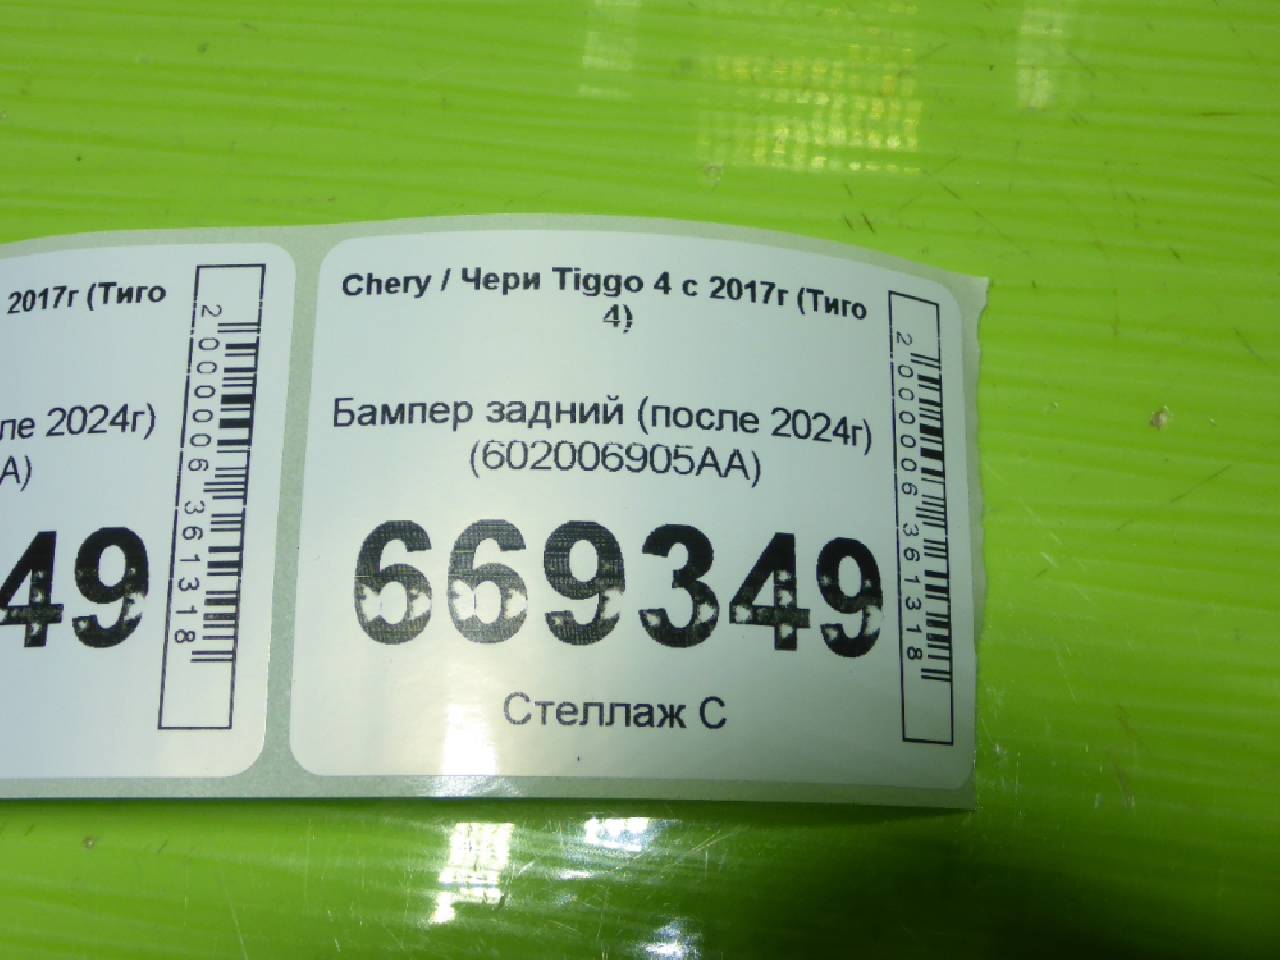 2017г (Тиго
ле 2024г)
А)
49
2000006361318
Chery / Чери Tiggo 4 с 2017г (Тиго
4)
Бампер задний (после 2024г)
(602006905AA)
669349
Стеллаж С
2000006361318